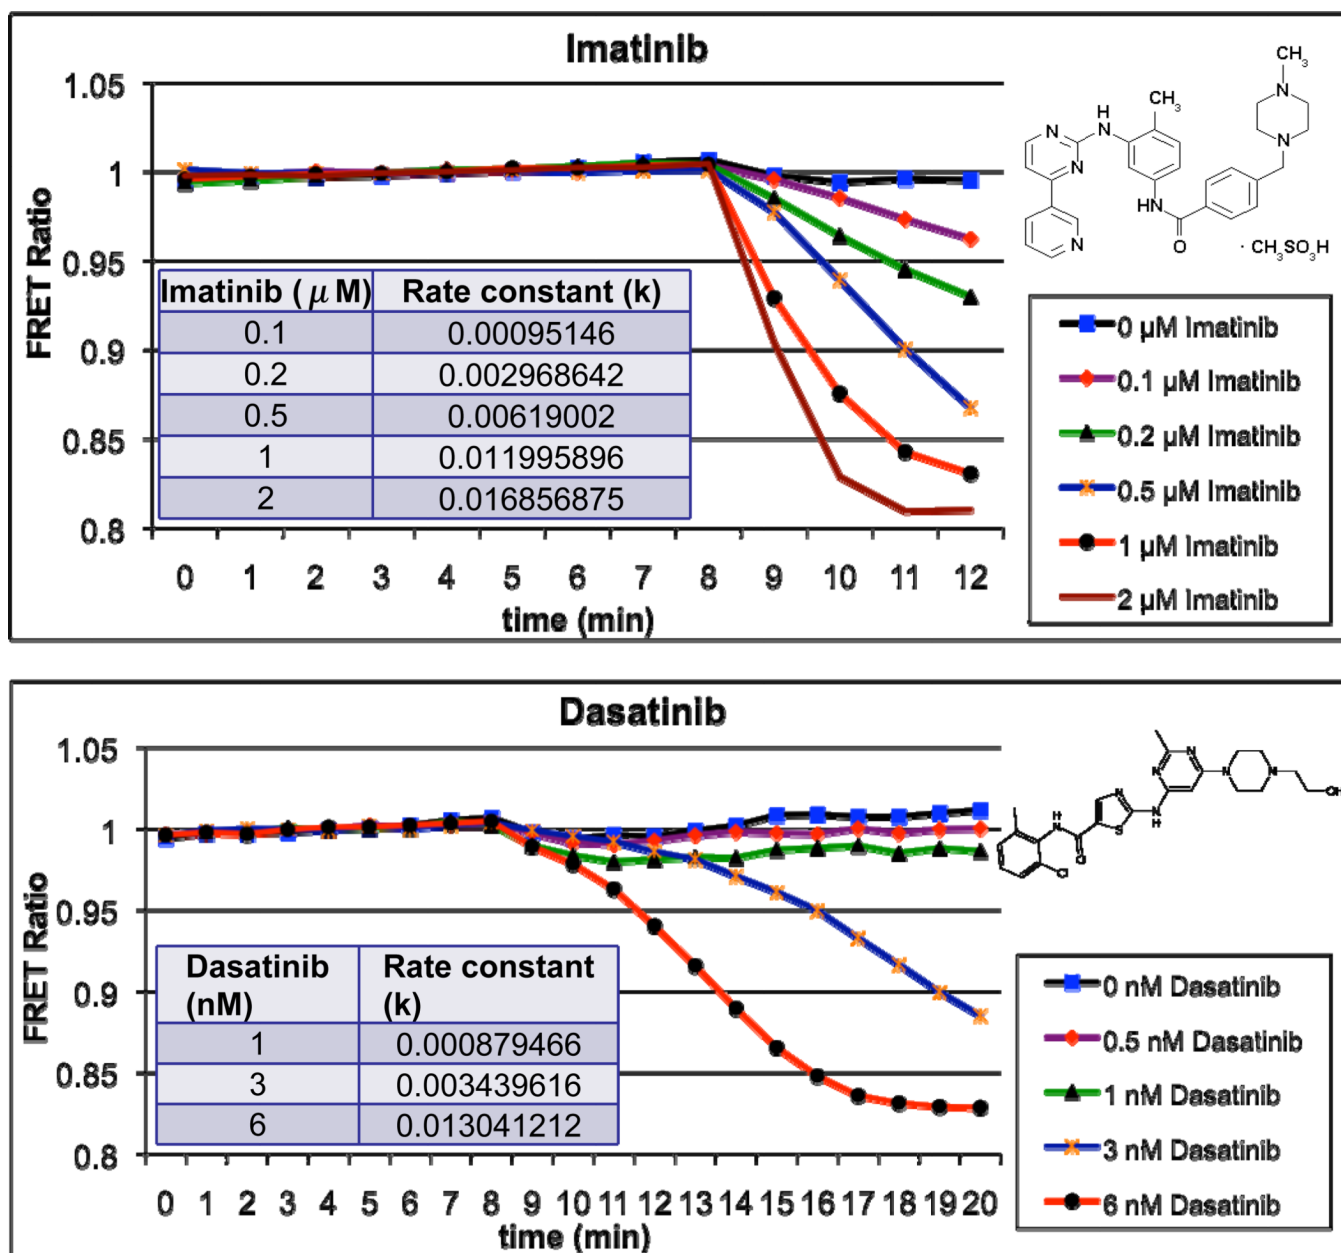 Imatinib
1.05
1
0.95
0.9
0.85
0.8
FRET Ratio
Imatinib (μ M) Rate constant (k)
0.1 0.00095146
0.2 0.002968642
0.5 0.00619002
1 0.011995896
2 0.016856875
0 1 2 3 4 5 6 7 8 9 10 11 12
time (min)
CH3
N
N
CH3
H
N
N
N
N
NH
O
· CH3SO3H
0 μM Imatinib
0.1 μM Imatinib
0.2 μM Imatinib
0.5 μM Imatinib
1 μM Imatinib
2 μM Imatinib
Dasatinib
1.05
1
0.95
0.9
0.85
0.8
FRET Ratio
Dasatinib (nM) Rate constant (k)
1 0.000879466
3 0.003439616
6 0.013041212
0 1 2 3 4 5 6 7 8 9 10 11 12 13 14 15 16 17 18 19 20
time (min)
N
N
N
N
OH
N
S
N
H
H
N
O
Cl
0 nM Dasatinib
0.5 nM Dasatinib
1 nM Dasatinib
3 nM Dasatinib
6 nM Dasatinib